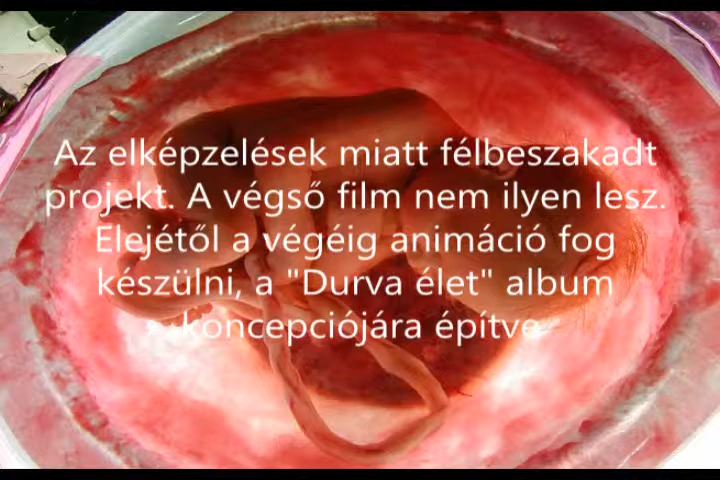 Az elképzelések miatt félbeszakadt
projekt. A végső film nem ilyen lesz.
Elejétől a végéig animáció fog
készülni, a "Durva élet" album
koncepciójára építve